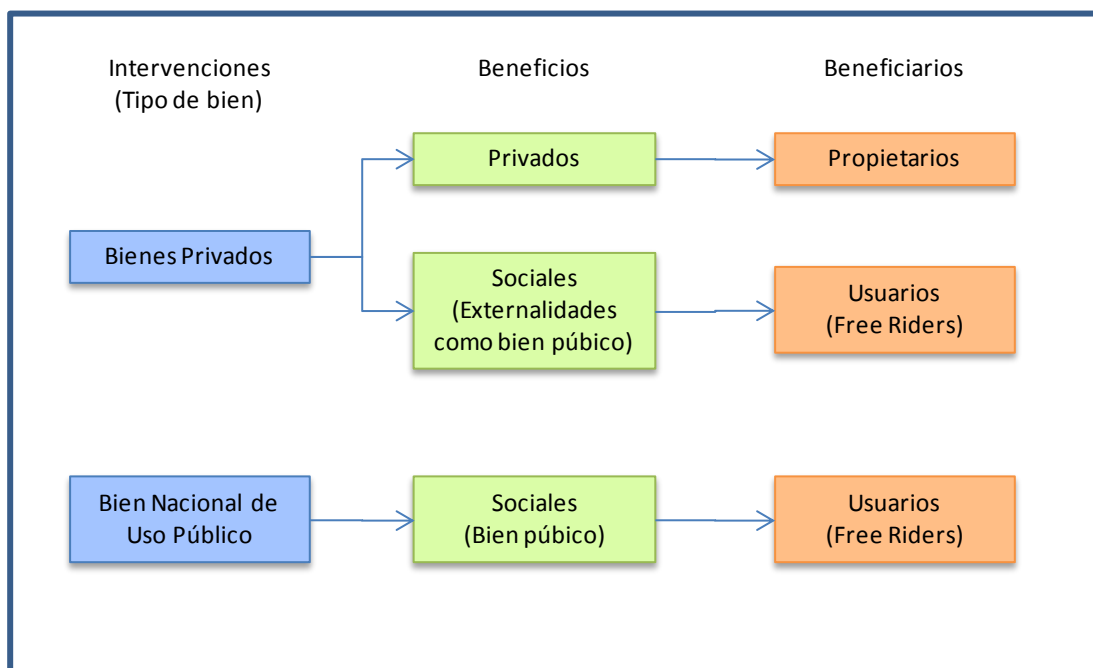 Intervenciones
(Tipo de bien)
Beneficios
Beneficiarios
Privados
Propietarios
Bienes Privados
Sociales
(Externalidades
como bien púbico)
Usuarios
(Free Riders)
Bien Nacional de
Uso Público
Sociales
(Bien púbico)
Usuarios
(Free Riders)